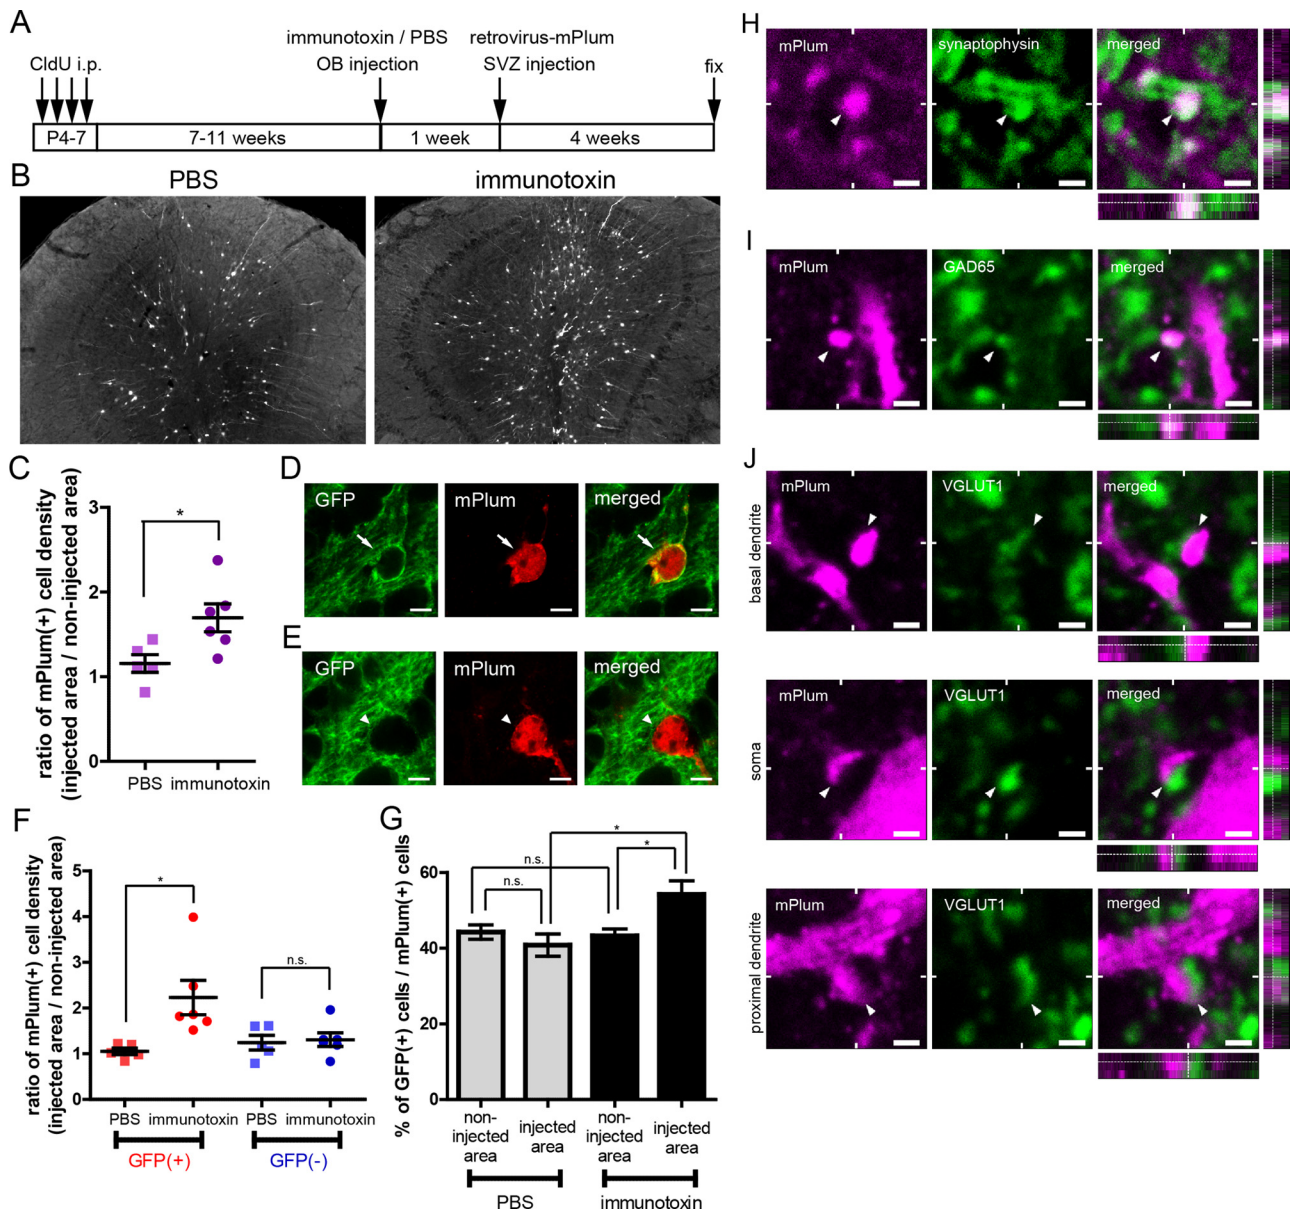 A
immunotoxin / PBS
OB injection
retrovirus-mPlum
SVZ injection
CldU i.p.
fix
P4-7
7-11 weeks
1 week
4 weeks
B
PBS
immunotoxin
C
ratio of mPlum(+) cell density
(injected area / non-injected area)
3
2
1
0
*
PBS
immunotoxin
D
GFP
mPlum
merged
E
GFP
mPlum
merged
F
ratio of mPlum(+) cell density
(injected area / non-injected area)
5
4
3
2
1
0
*
n.s.
PBS
immunotoxin
PBS
immunotoxin
GFP(+)
GFP(-)
G
% of GFP(+) cells / mPlum(+) cells
60
40
20
0
*
n.s.
*
n.s.
non-
injected
area
injected
area
non-
injected
area
injected
area
PBS
immunotoxin
H
mPlum
synaptophysin
merged
I
mPlum
GAD65
merged
J
basal dendrite
mPlum
VGLUT1
merged
soma
mPlum
VGLUT1
merged
proximal dendrite
mPlum
VGLUT1
merged